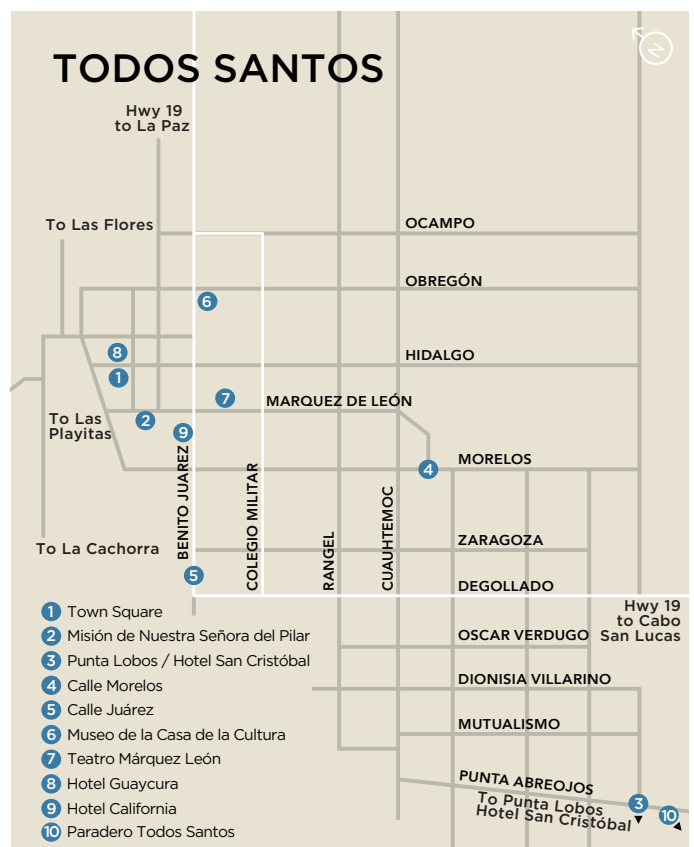 TODOS SANTOS
N
Hwy 19
to La Paz
To Las Flores
OCAMPO
OBREGÓN
6
8
HIDALGO
1
7
MARQUEZ DE LEÓN
To Las
Playitas
2
9
MORELOS
4
BENITO JUAREZ
COLEGIO MILITAR
RANGEL
CUAUHTEMOC
ZARAGOZA
To La Cachorra
5
DEGOLLADO
Hwy 19
to Cabo
San Lucas
OSCAR VERDUGO
DIONISIA VILLARINO
MUTUALISMO
PUNTA ABREOJOS
To Punta Lobos
Hotel San Cristóbal
3
10
1 Town Square
2 Misión de Nuestra Señora del Pilar
3 Punta Lobos / Hotel San Cristóbal
4 Calle Morelos
5 Calle Juárez
6 Museo de la Casa de la Cultura
7 Teatro Márquez León
8 Hotel Guaycura
9 Hotel California
10 Paradero Todos Santos